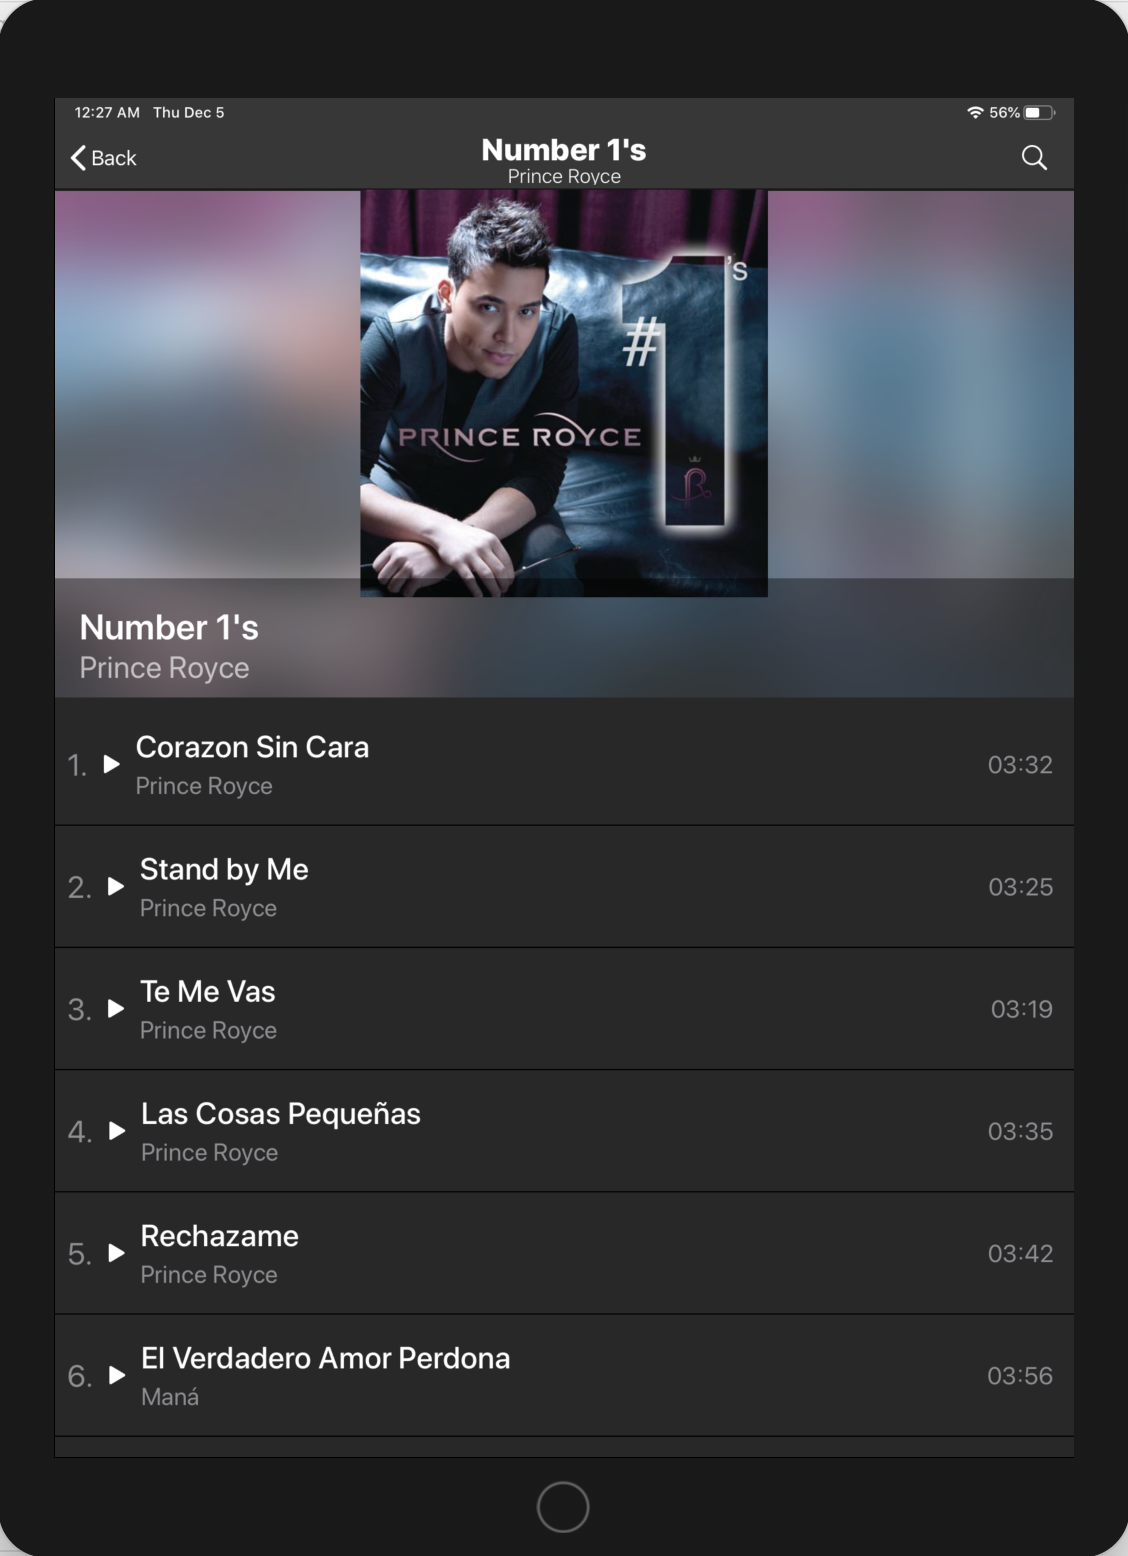 12:27 AM Thu Dec 5 56%
Back
Number 1's
Prince Royce
#1's
PRINCE ROYCE
R
Number 1's
Prince Royce
1. Corazon Sin Cara 03:32
Prince Royce
2. Stand by Me 03:25
Prince Royce
3. Te Me Vas 03:19
Prince Royce
4. Las Cosas Pequeñas 03:35
Prince Royce
5. Rechazame 03:42
Prince Royce
6. El Verdadero Amor Perdona 03:56
Maná